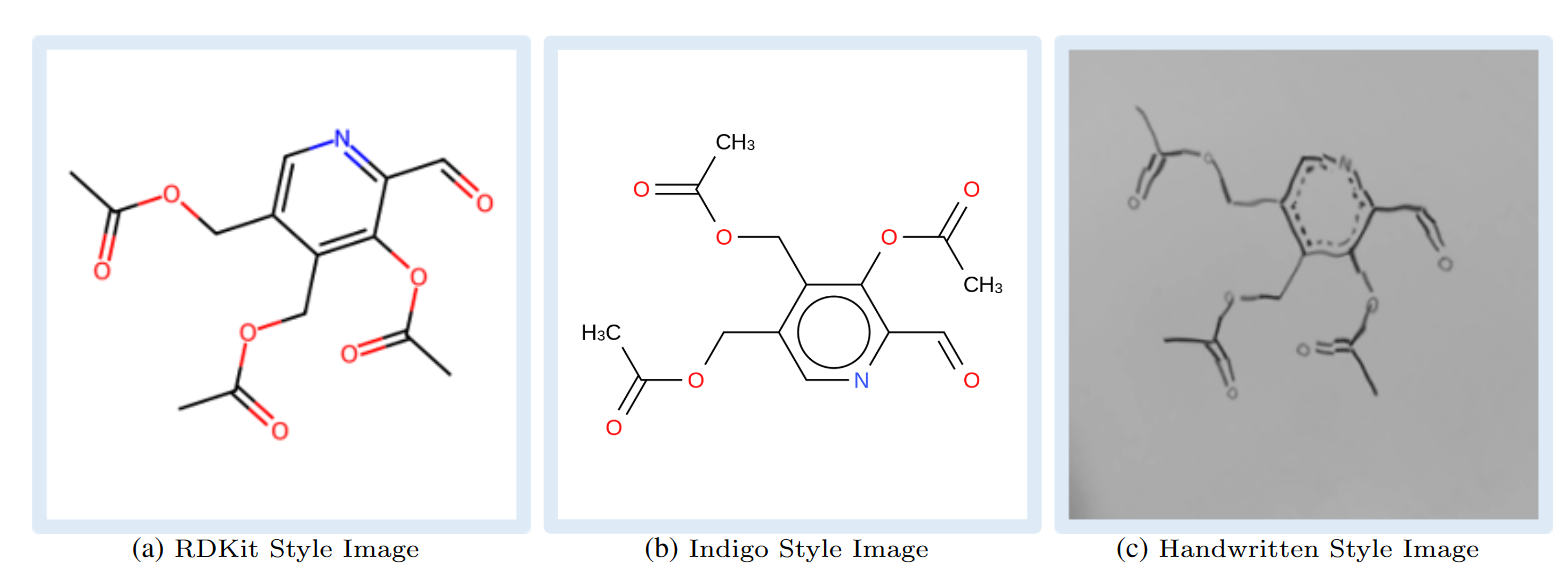 N
O
O
O
O
O
O
O
CH₃
O
O
O
O
CH₃
H₃C
O
N
O
O
N
O
O
O
O
O
O
O
(a) RDKit Style Image
(b) Indigo Style Image
(c) Handwritten Style Image